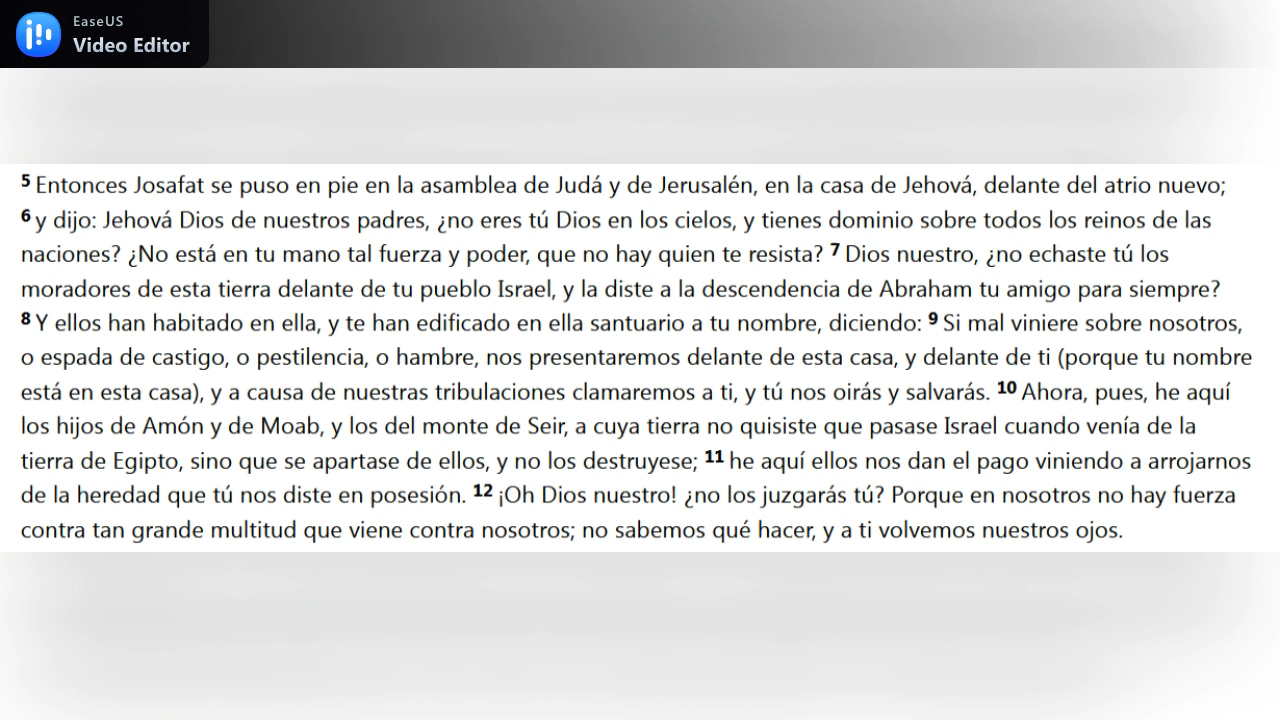 EaseUS
Video Editor
5 Entonces Josafat se puso en pie en la asamblea de Judá y de Jerusalén, en la casa de Jehová, delante del atrio nuevo;
6 y dijo: Jehová Dios de nuestros padres, ¿no eres tú Dios en los cielos, y tienes dominio sobre todos los reinos de las
naciones? ¿No está en tu mano tal fuerza y poder, que no hay quien te resista? 7 Dios nuestro, ¿no echaste tú los
moradores de esta tierra delante de tu pueblo Israel, y la diste a la descendencia de Abraham tu amigo para siempre?
8 Y ellos han habitado en ella, y te han edificado en ella santuario a tu nombre, diciendo: 9 Si mal viniere sobre nosotros,
o espada de castigo, o pestilencia, o hambre, nos presentaremos delante de esta casa, y delante de ti (porque tu nombre
está en esta casa), y a causa de nuestras tribulaciones clamaremos a ti, y tú nos oirás y salvarás. 10 Ahora, pues, he aquí
los hijos de Amón y de Moab, y los del monte de Seir, a cuya tierra no quisiste que pasase Israel cuando venía de la
tierra de Egipto, sino que se apartase de ellos, y no los destruyese; 11 he aquí ellos nos dan el pago viniendo a arrojarnos
de la heredad que tú nos diste en posesión. 12 ¡Oh Dios nuestro! ¿no los juzgarás tú? Porque en nosotros no hay fuerza
contra tan grande multitud que viene contra nosotros; no sabemos qué hacer, y a ti volvemos nuestros ojos.